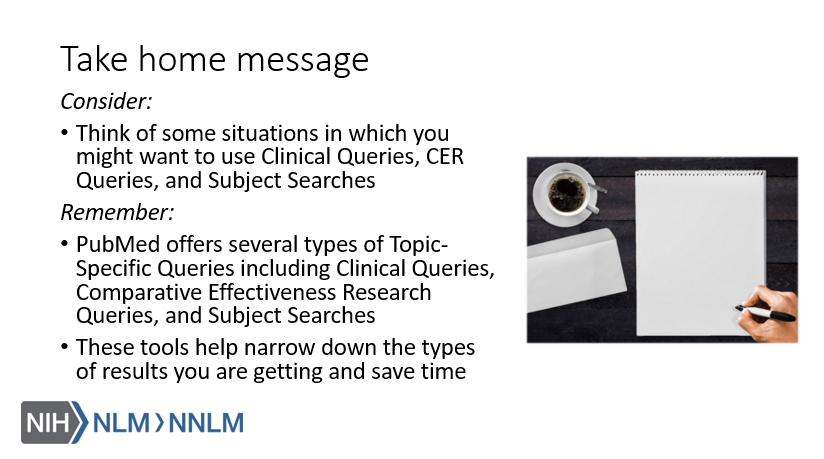 Take home message
Consider:
• Think of some situations in which you
might want to use Clinical Queries, CER
Queries, and Subject Searches
Remember:
• PubMed offers several types of Topic-
Specific Queries including Clinical Queries,
Comparative Effectiveness Research
Queries, and Subject Searches
• These tools help narrow down the types
of results you are getting and save time
NIH NLM NNLM